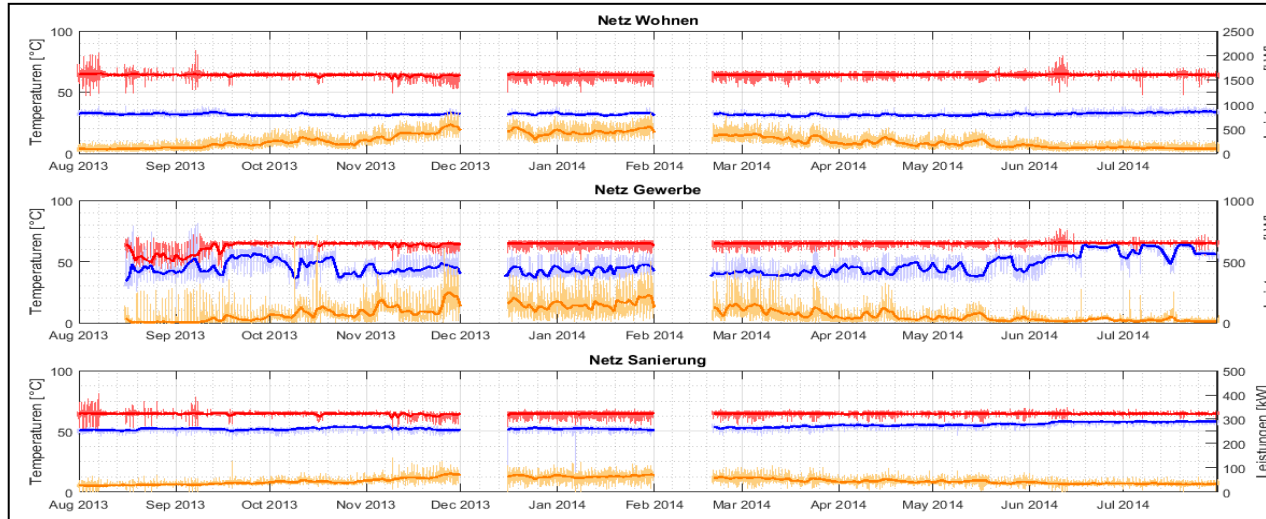 Netz Wohnen
100 2500
2000
1500
50
1000
500
0 0
Temperaturen [°C]
Aug 2013 Sep 2013 Oct 2013 Nov 2013 Dec 2013 Jan 2014 Feb 2014 Mar 2014 Apr 2014 May 2014 Jun 2014 Jul 2014
Netz Gewerbe
100 1000
50 500
0 0
Temperaturen [°C]
Aug 2013 Sep 2013 Oct 2013 Nov 2013 Dec 2013 Jan 2014 Feb 2014 Mar 2014 Apr 2014 May 2014 Jun 2014 Jul 2014
Netz Sanierung
100 500
400
300
50
200
100
0 0
Temperaturen [°C] Leistungen [kW]
Aug 2013 Sep 2013 Oct 2013 Nov 2013 Dec 2013 Jan 2014 Feb 2014 Mar 2014 Apr 2014 May 2014 Jun 2014 Jul 2014